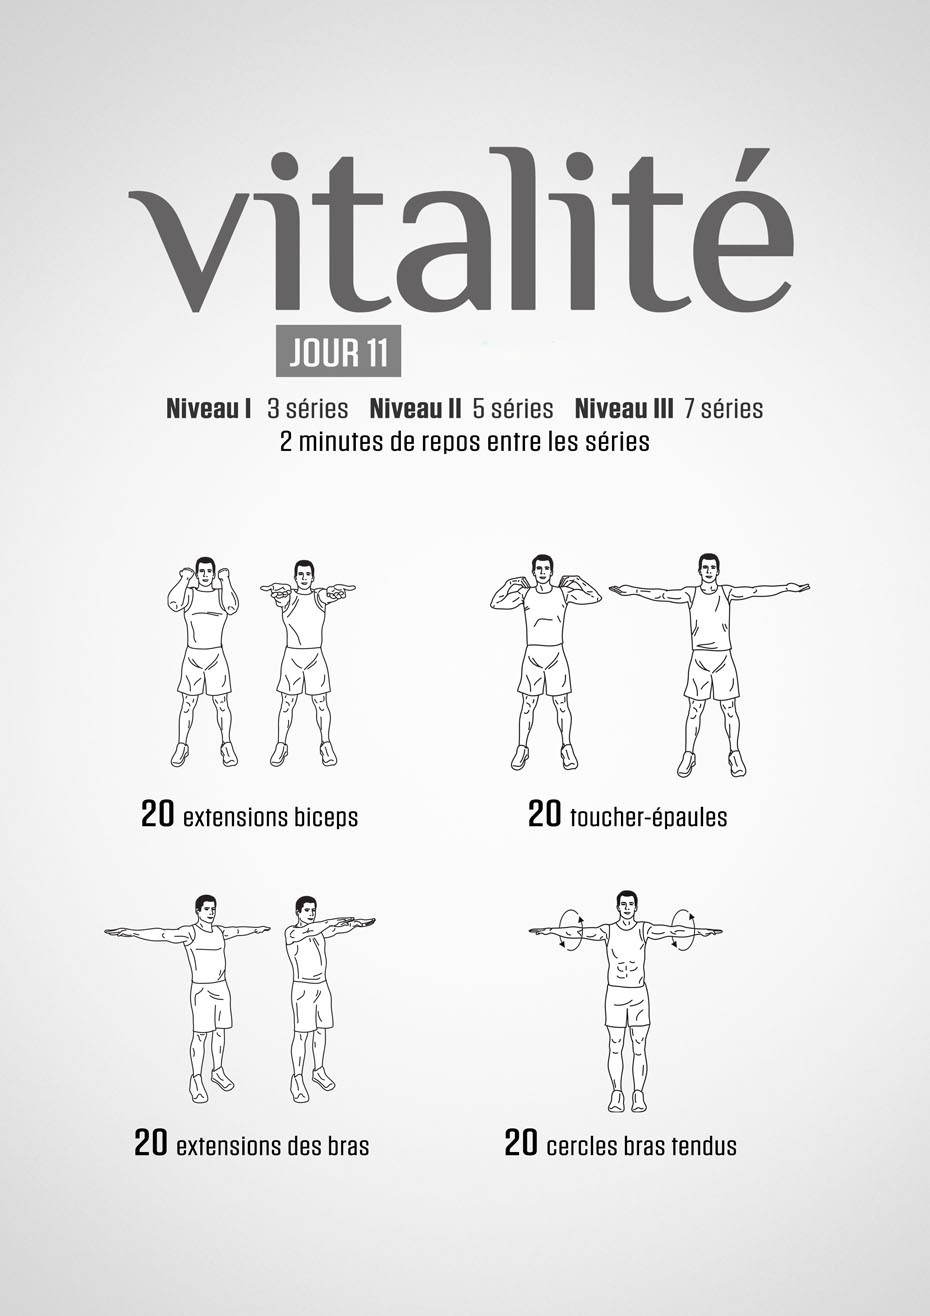 vitalité
JOUR 11
Niveau I 3 séries Niveau II 5 séries Niveau III 7 séries
2 minutes de repos entre les séries
20 extensions biceps
20 toucher-épaules
20 extensions des bras
20 cercles bras tendus